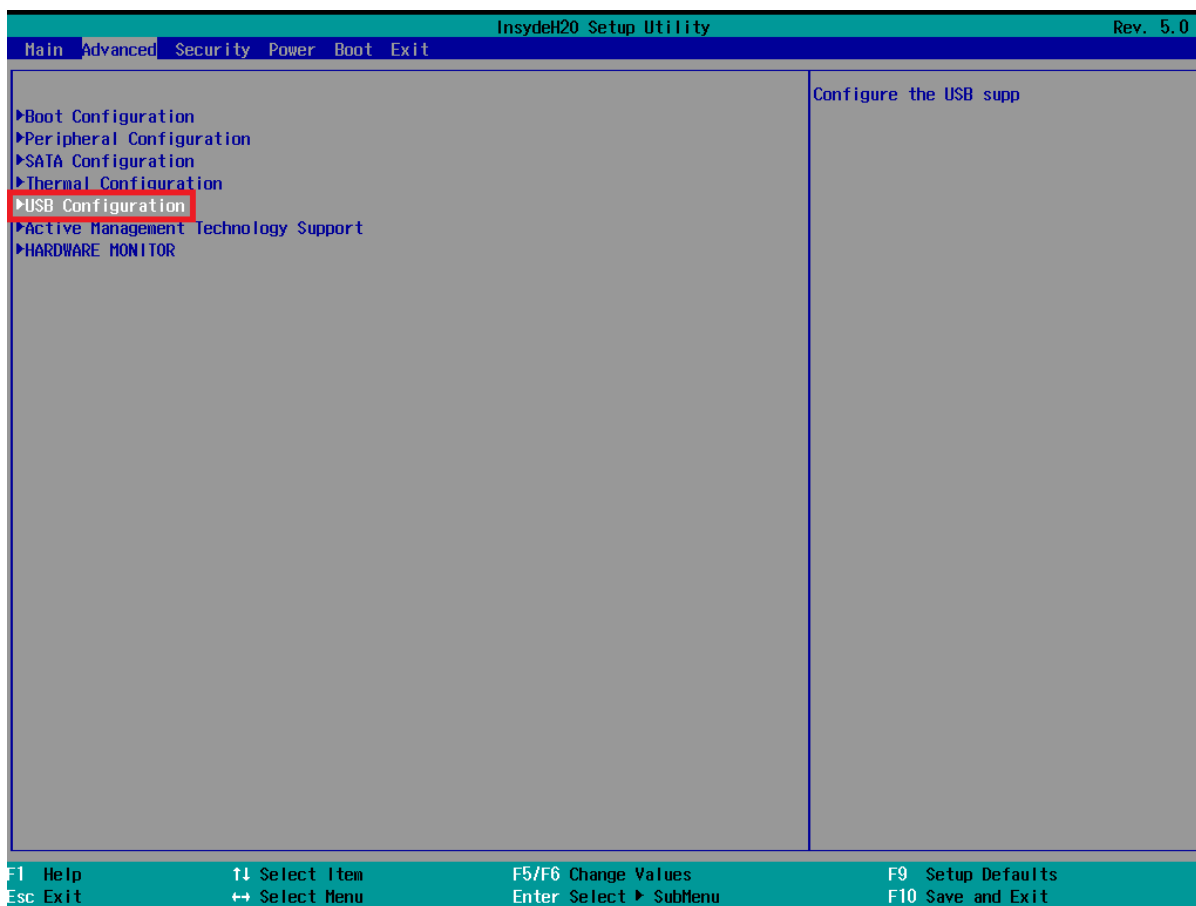 InsydeH20 Setup Utility Rev. 5.0
Main Advanced Security Power Boot Exit
Configure the USB supp
▶Boot Configuration
▶Peripheral Configuration
▶SATA Configuration
▶Thermal Configuration
▶USB Configuration
▶Active Management Technology Support
▶HARDWARE MONITOR
F1 Help ↑↓ Select Item F5/F6 Change Values F9 Setup Defaults
Esc Exit ↔ Select Menu Enter Select ▶ SubMenu F10 Save and Exit